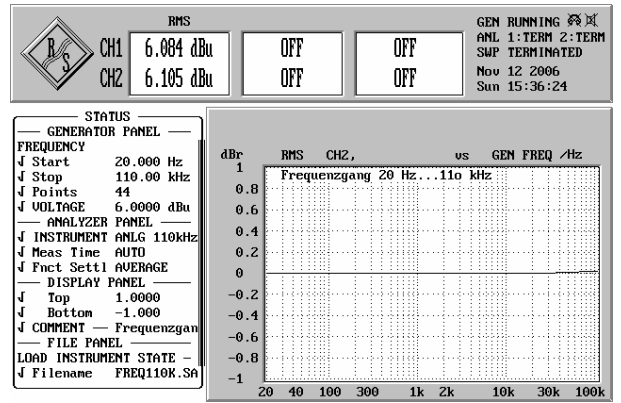 RMS
R&S
CH1 6.084 dBu OFF OFF
CH2 6.105 dBu OFF OFF
GEN RUNNING
ANL 1:TERM 2:TERM
SWP TERMINATED
Nov 12 2006
Sun 15:36:24
STATUS
GENERATOR PANEL
FREQUENCY
√ Start 20.000 Hz
√ Stop 110.00 kHz
√ Points 44
√ VOLTAGE 6.0000 dBu
ANALYZER PANEL
√ INSTRUMENT ANLG 110kHz
√ Meas Time AUTO
√ Fnct Settl AVERAGE
DISPLAY PANEL
√ Top 1.0000
√ Bottom -1.000
√ COMMENT — Frequenzgan
FILE PANEL
LOAD INSTRUMENT STATE -
√ Filename FREQ110K.SA
dBr RMS CH2, vs GEN FREQ /Hz
Frequenzgang 20 Hz...11o kHz
1
0.8
0.6
0.4
0.2
0
-0.2
-0.4
-0.6
-0.8
-1
20 40 100 300 1k 2k 10k 30k 100k